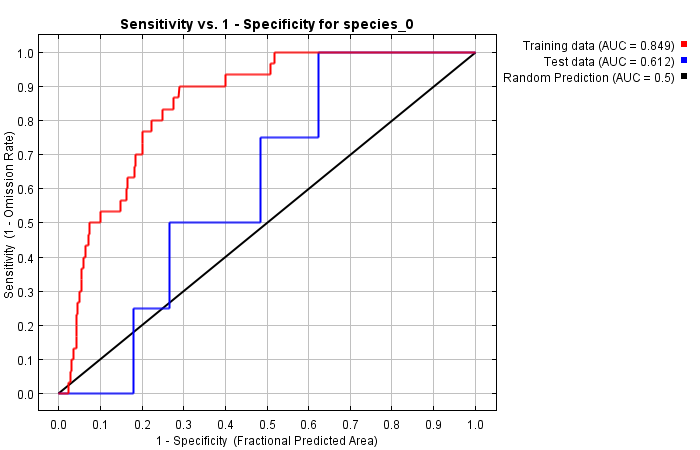 Sensitivity vs. 1 - Specificity for species_0
Training data (AUC = 0.849)
Test data (AUC = 0.612)
Random Prediction (AUC = 0.5)
Sensitivity (1 - Omission Rate)
1.0
0.9
0.8
0.7
0.6
0.5
0.4
0.3
0.2
0.1
0.0
0.0 0.1 0.2 0.3 0.4 0.5 0.6 0.7 0.8 0.9 1.0
1 - Specificity (Fractional Predicted Area)